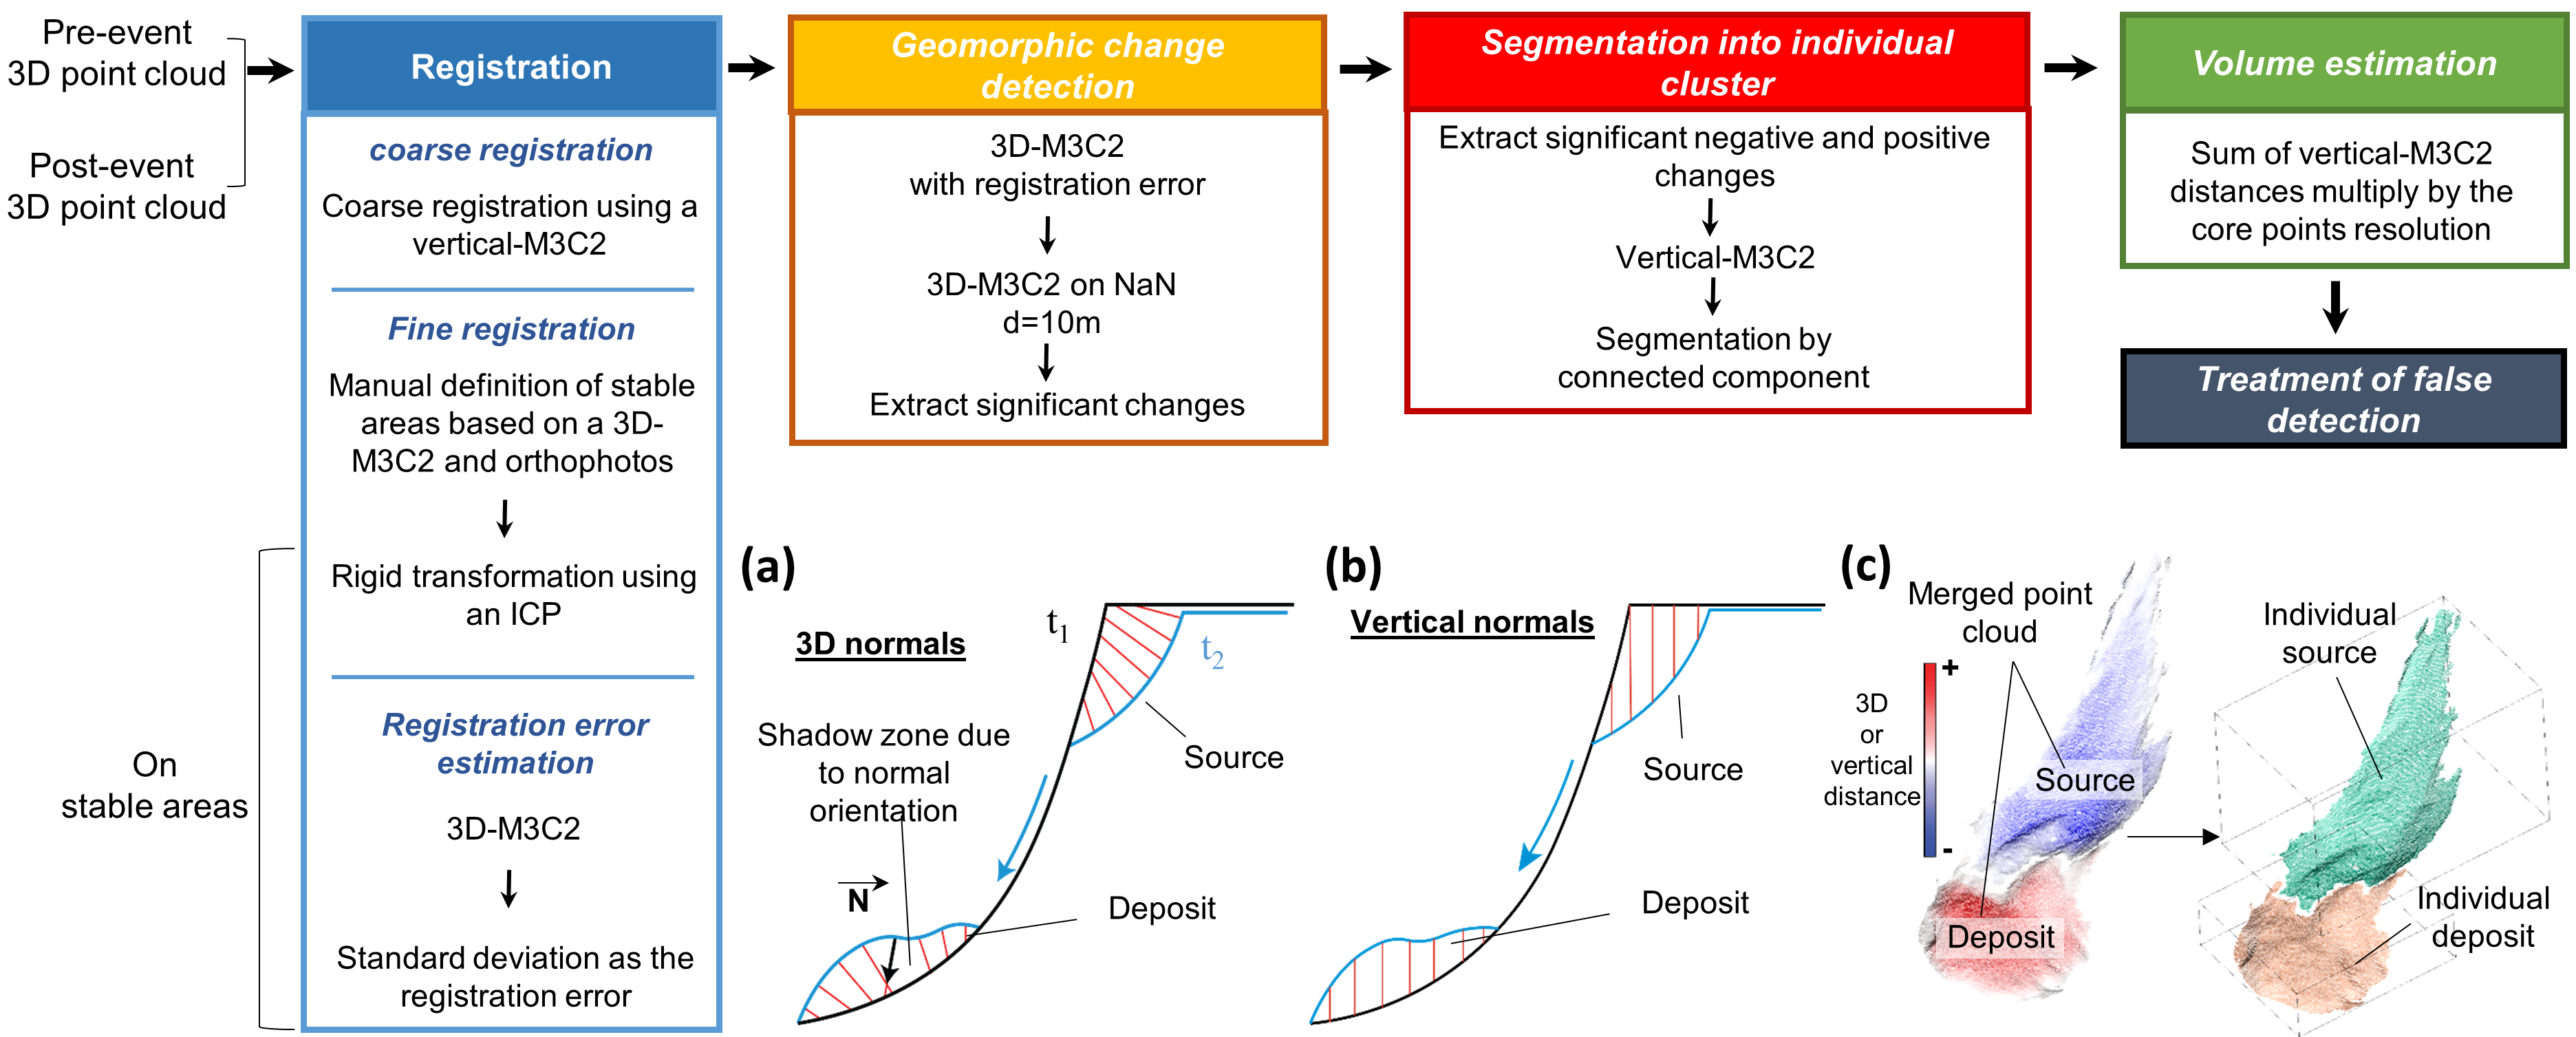 Pre-event
3D point cloud
Post-event
3D point cloud
Registration
coarse registration
Coarse registration using a
vertical-M3C2
Fine registration
Manual definition of stable
areas based on a 3D-
M3C2 and orthophotos
Rigid transformation using
an ICP
Registration error
estimation
3D-M3C2
Standard deviation as the
registration error
On
stable areas
Geomorphic change
detection
3D-M3C2
with registration error
3D-M3C2 on NaN
d=10m
Extract significant changes
Segmentation into individual
cluster
Extract significant negative and positive
changes
Vertical-M3C2
Segmentation by
connected component
Volume estimation
Sum of vertical-M3C2
distances multiply by the
core points resolution
Treatment of false
detection
(a)
3D normals
t1
t2
Source
Shadow zone due
to normal
orientation
N
Deposit
(b)
Vertical normals
Source
Deposit
(c)
Merged point
cloud
+
3D
or
vertical
distance
-
Source
Deposit
Individual
source
Individual
deposit